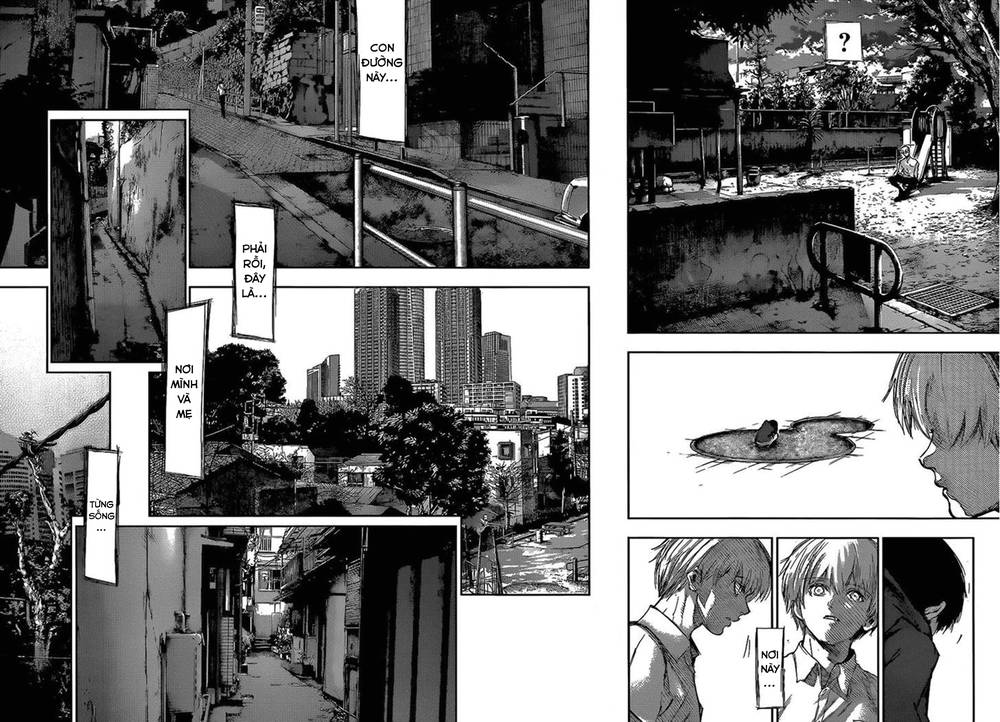 ?
NƠI
NÀY
...
CON
ĐƯỜNG
NÀY...
PHẢI
RỒI,
ĐÂY
LÀ...
NƠI
MÌNH
VÀ
MẸ
TỪNG
SỐNG
...